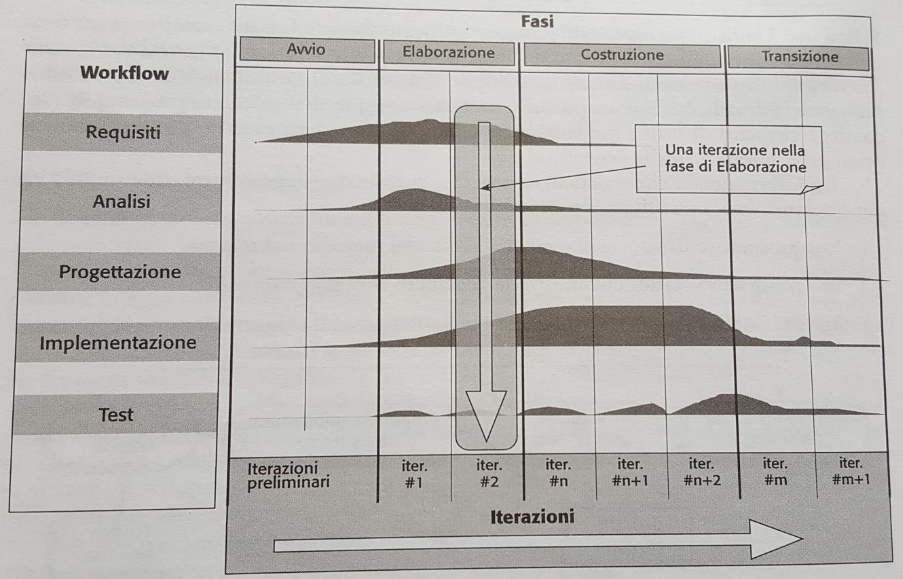 Fasi
Avvio
Elaborazione
Costruzione
Transizione
Workflow
Requisiti
Analisi
Progettazione
Implementazione
Test
Una iterazione nella
fase di Elaborazione
Iterazioni
preliminari
iter.
#1
iter.
#2
iter.
#n
iter.
#n+1
iter.
#n+2
iter.
#m
iter.
#m+1
Iterazioni